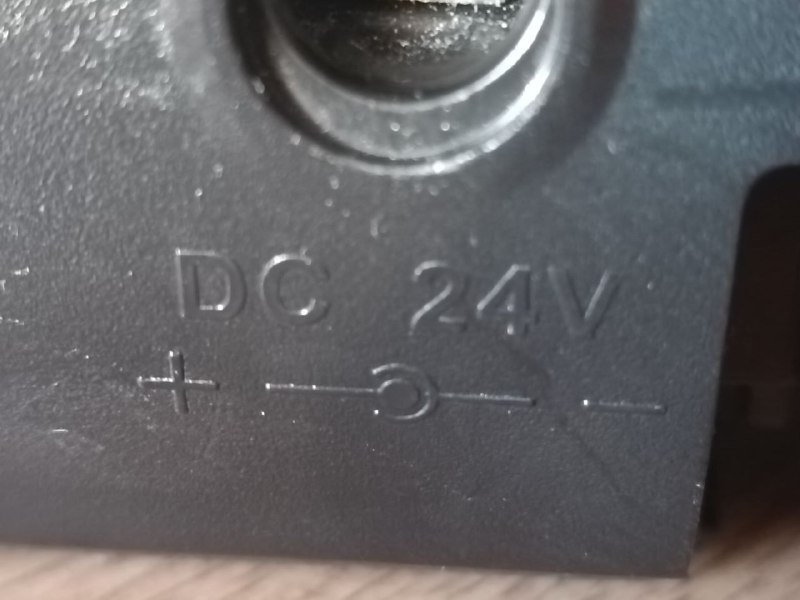 DC 24V
+ -